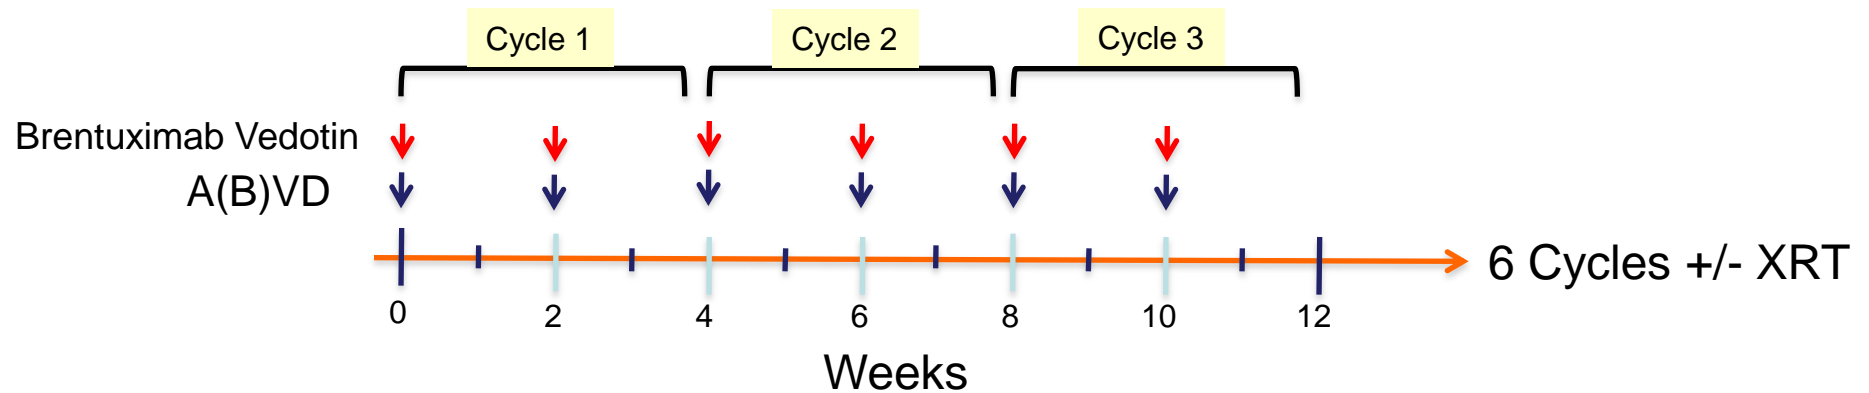 Cycle 1 Cycle 2 Cycle 3
Brentuximab Vedotin
A(B)VD
6 Cycles +/- XRT
0 2 4 6 8 10 12
Weeks